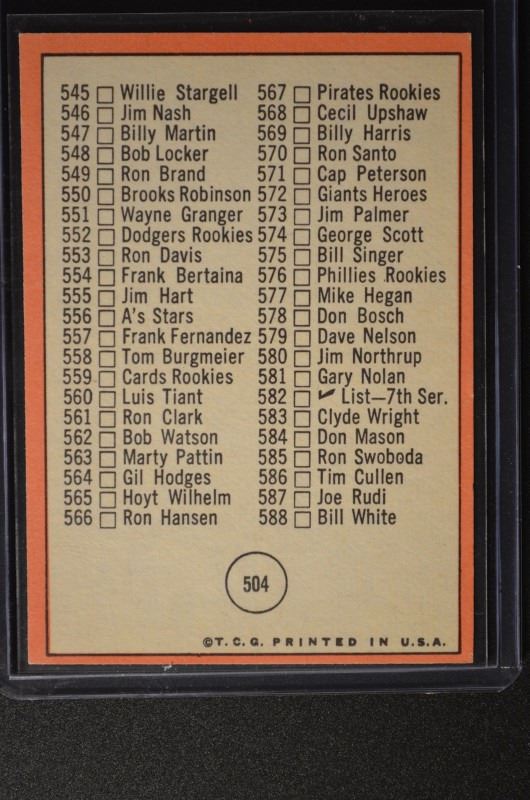 545 Willie Stargell
546 Jim Nash
547 Billy Martin
548 Bob Locker
549 Ron Brand
550 Brooks Robinson
551 Wayne Granger
552 Dodgers Rookies
553 Ron Davis
554 Frank Bertaina
555 Jim Hart
556 A's Stars
557 Frank Fernandez
558 Tom Burgmeier
559 Cards Rookies
560 Luis Tiant
561 Ron Clark
562 Bob Watson
563 Marty Pattin
564 Gil Hodges
565 Hoyt Wilhelm
566 Ron Hansen
567 Pirates Rookies
568 Cecil Upshaw
569 Billy Harris
570 Ron Santo
571 Cap Peterson
572 Giants Heroes
573 Jim Palmer
574 George Scott
575 Bill Singer
576 Phillies Rookies
577 Mike Hegan
578 Don Bosch
579 Dave Nelson
580 Jim Northrup
581 Gary Nolan
582 ✓ List—7th Ser.
583 Clyde Wright
584 Don Mason
585 Ron Swoboda
586 Tim Cullen
587 Joe Rudi
588 Bill White
504
©T.C.G. PRINTED IN U.S.A.